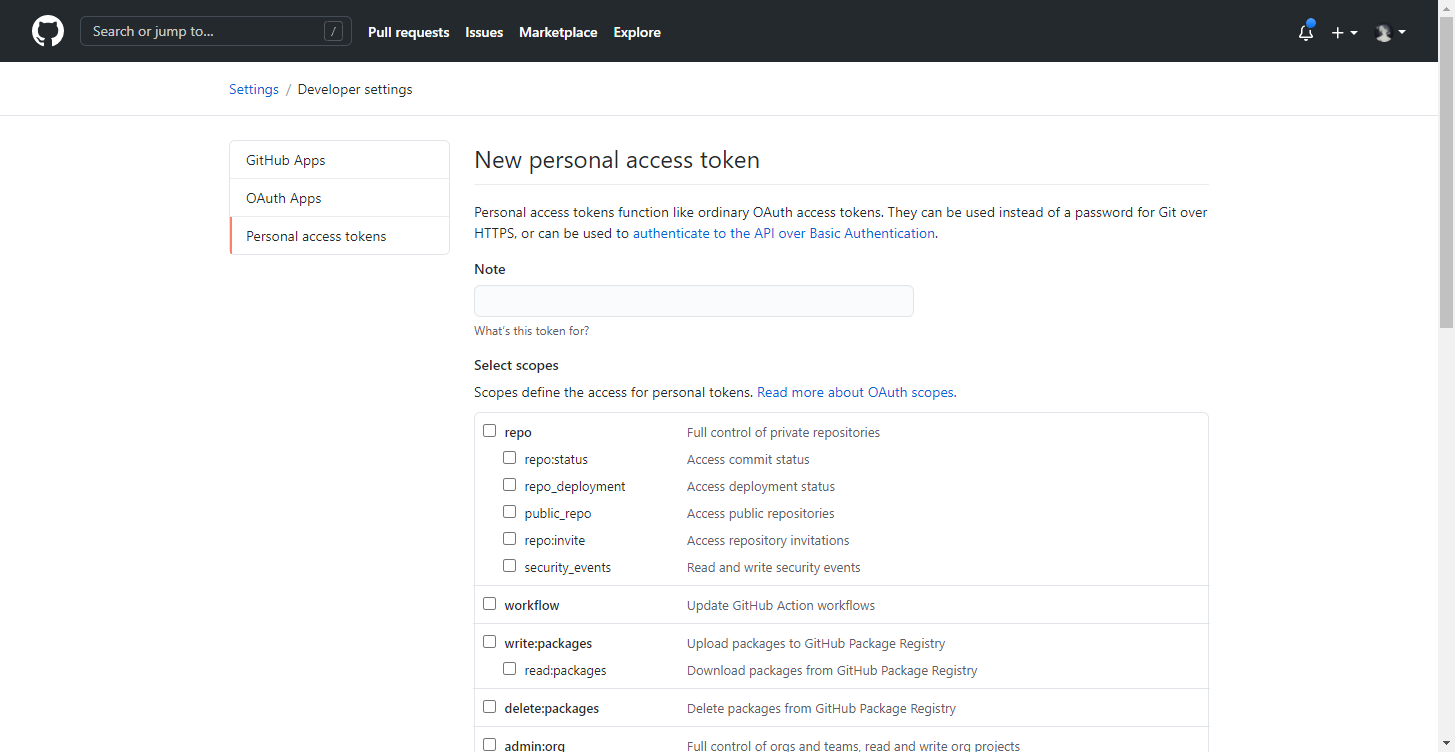 Search or jump to... /
Pull requests
Issues
Marketplace
Explore
Settings / Developer settings
GitHub Apps
OAuth Apps
Personal access tokens
New personal access token
Personal access tokens function like ordinary OAuth access tokens. They can be used instead of a password for Git over
HTTPS, or can be used to authenticate to the API over Basic Authentication.
Note
What's this token for?
Select scopes
Scopes define the access for personal tokens. Read more about OAuth scopes.
repo Full control of private repositories
repo:status Access commit status
repo_deployment Access deployment status
public_repo Access public repositories
repo:invite Access repository invitations
security_events Read and write security events
workflow Update GitHub Action workflows
write:packages Upload packages to GitHub Package Registry
read:packages Download packages from GitHub Package Registry
delete:packages Delete packages from GitHub Package Registry
admin:org Full control of orgs and teams, read and write org projects